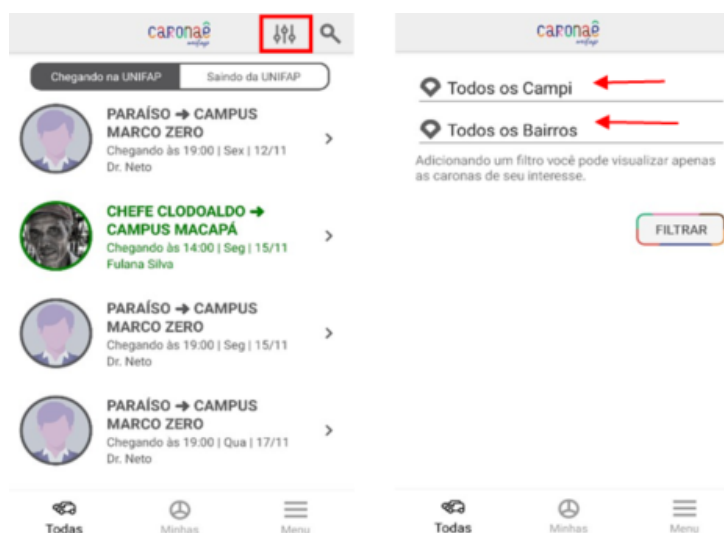 caronaê
unifap
Chegando na UNIFAP
Saindo da UNIFAP
PARAÍSO → CAMPUS
MARCO ZERO
Chegando às 19:00 | Sex | 12/11
Dr. Neto
CHEFE CLODOALDO →
CAMPUS MACAPÁ
Chegando às 14:00 | Seg | 15/11
Fulana Silva
PARAÍSO → CAMPUS
MARCO ZERO
Chegando às 19:00 | Seg | 15/11
Dr. Neto
PARAÍSO → CAMPUS
MARCO ZERO
Chegando às 19:00 | Qua | 17/11
Dr. Neto
Todas
Minhas
Menu
caronaê
unifap
Todos os Campi
Todos os Bairros
Adicionando um filtro você pode visualizar apenas
as caronas de seu interesse.
FILTRAR
Todas
Minhas
Menu